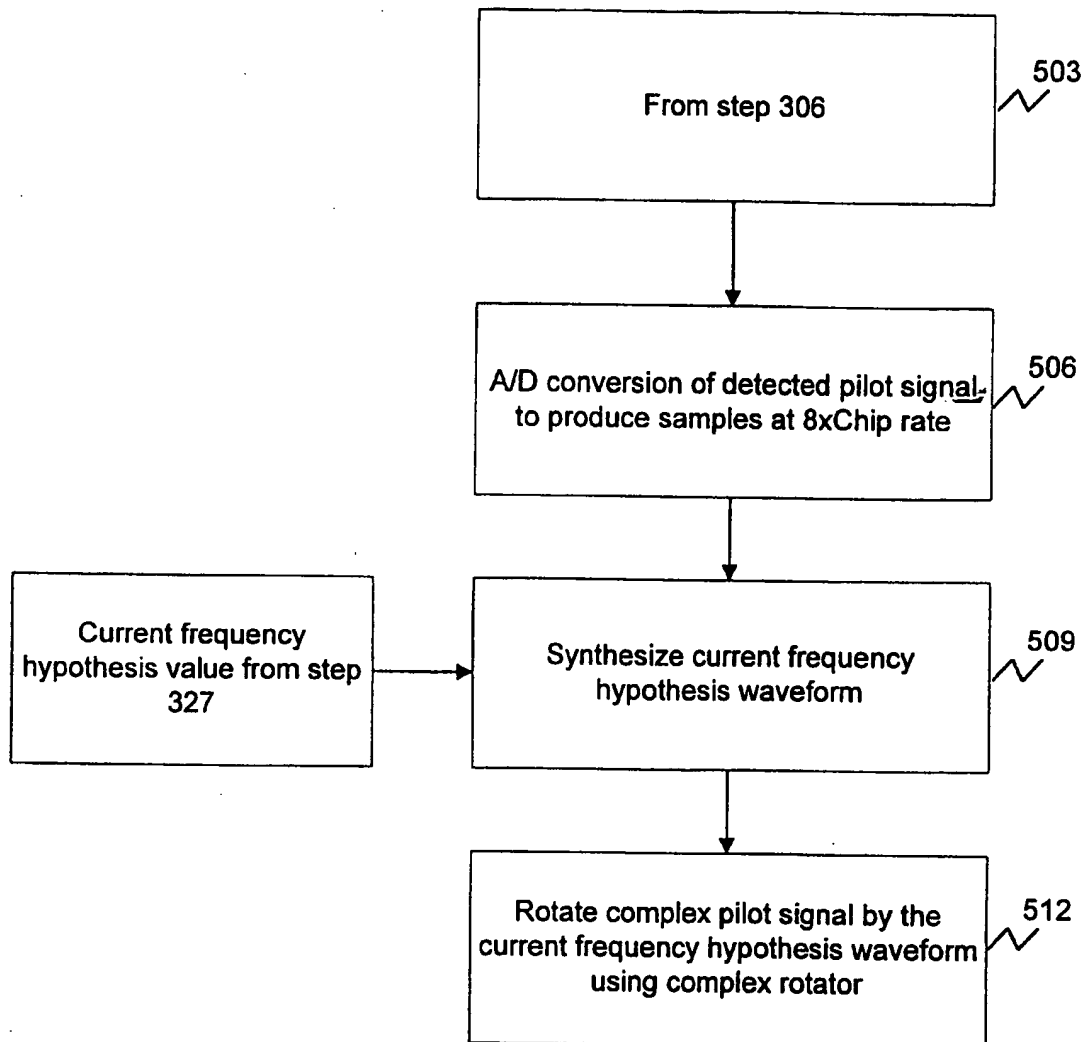 From step 306
503
A/D conversion of detected pilot signal-
to produce samples at 8xChip rate
506
Current frequency
hypothesis value from step
327
Synthesize current frequency
hypothesis waveform
509
Rotate complex pilot signal by the
current frequency hypothesis waveform
using complex rotator
512